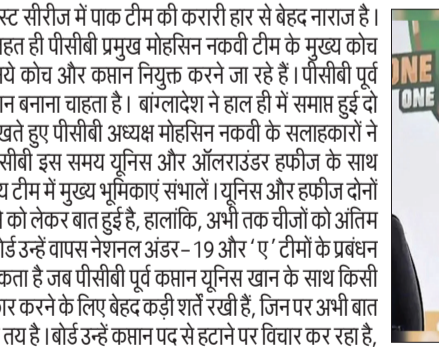 स्ट सीरीज में पाक टीम की करारी हार से बेहद नाराज है।
हत ही पीसीबी प्रमुख मोहसिन नकवी टीम के मुख्य कोच
ये कोच और कप्तान नियुक्त करने जा रहे हैं। पीसीबी पूर्व
न बनाना चाहता है। बांग्लादेश ने हाल ही में समाप्त हुई दो
खते हुए पीसीबी अध्यक्ष मोहसिन नकवी के सलाहकारों ने
सीबी इस समय यूनिस और ऑलराउंडर हफीज के साथ
य टीम में मुख्य भूमिकाएं संभालें।यूनिस और हफीज दोनों
को लेकर बात हुई है, हालांकि, अभी तक चीजों को अंतिम
र्ड उन्हें वापस नेशनल अंडर-19 और 'ए' टीमों के प्रबंधन
कता है जब पीसीबी पूर्व कप्तान यूनिस खान के साथ किसी
र करने के लिए बेहद कड़ी शर्तें रखी हैं, जिन पर अभी बात
तय है।बोर्ड उन्हें कप्तान पद से हटाने पर विचार कर रहा है,
ONE
ONE